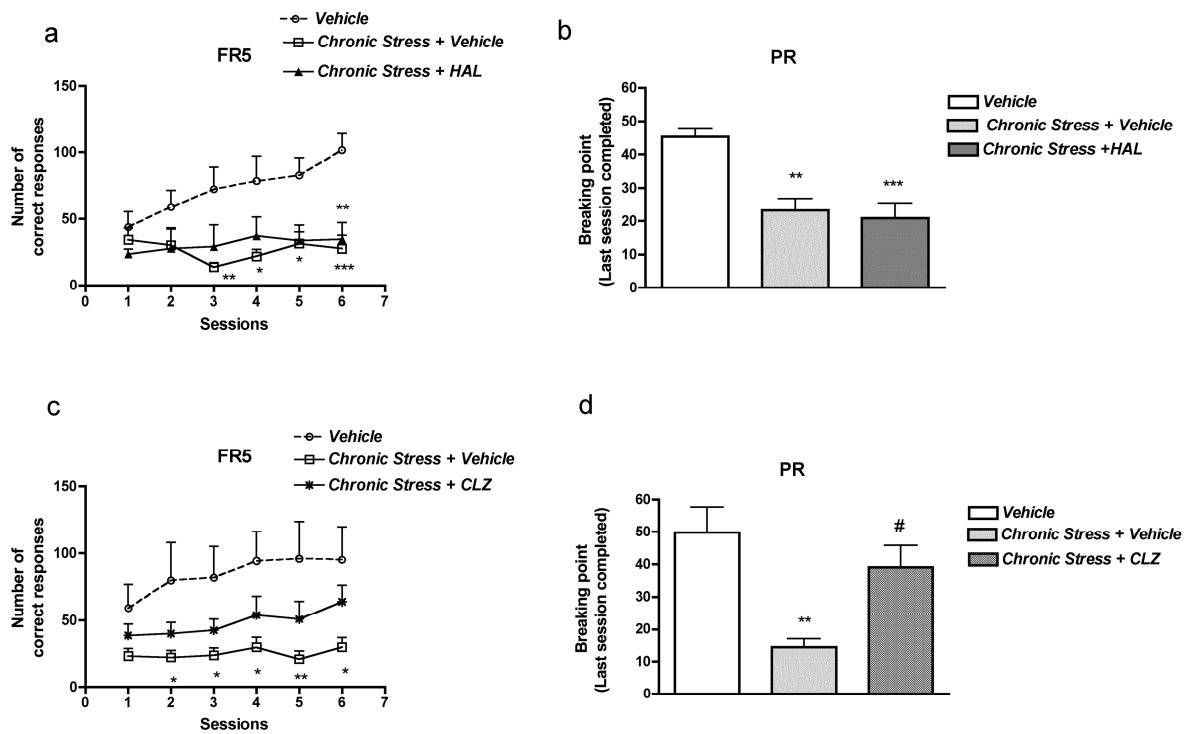 a
FR5
Vehicle
Chronic Stress + Vehicle
Chronic Stress + HAL
Number of
correct responses
150
100
50
0
**
** * * ***
0 1 2 3 4 5 6 7
Sessions
b
PR
Vehicle
Chronic Stress + Vehicle
Chronic Stress +HAL
Breaking point
(Last session completed)
60
50
40
30
20
10
0
** ***
c
FR5
Vehicle
Chronic Stress + Vehicle
Chronic Stress + CLZ
Number of
correct responses
150
100
50
0
* * * ** *
0 1 2 3 4 5 6 7
Sessions
d
PR
Vehicle
Chronic Stress + Vehicle
Chronic Stress + CLZ
Breaking point
(Last session completed)
60
50
40
30
20
10
0
** #